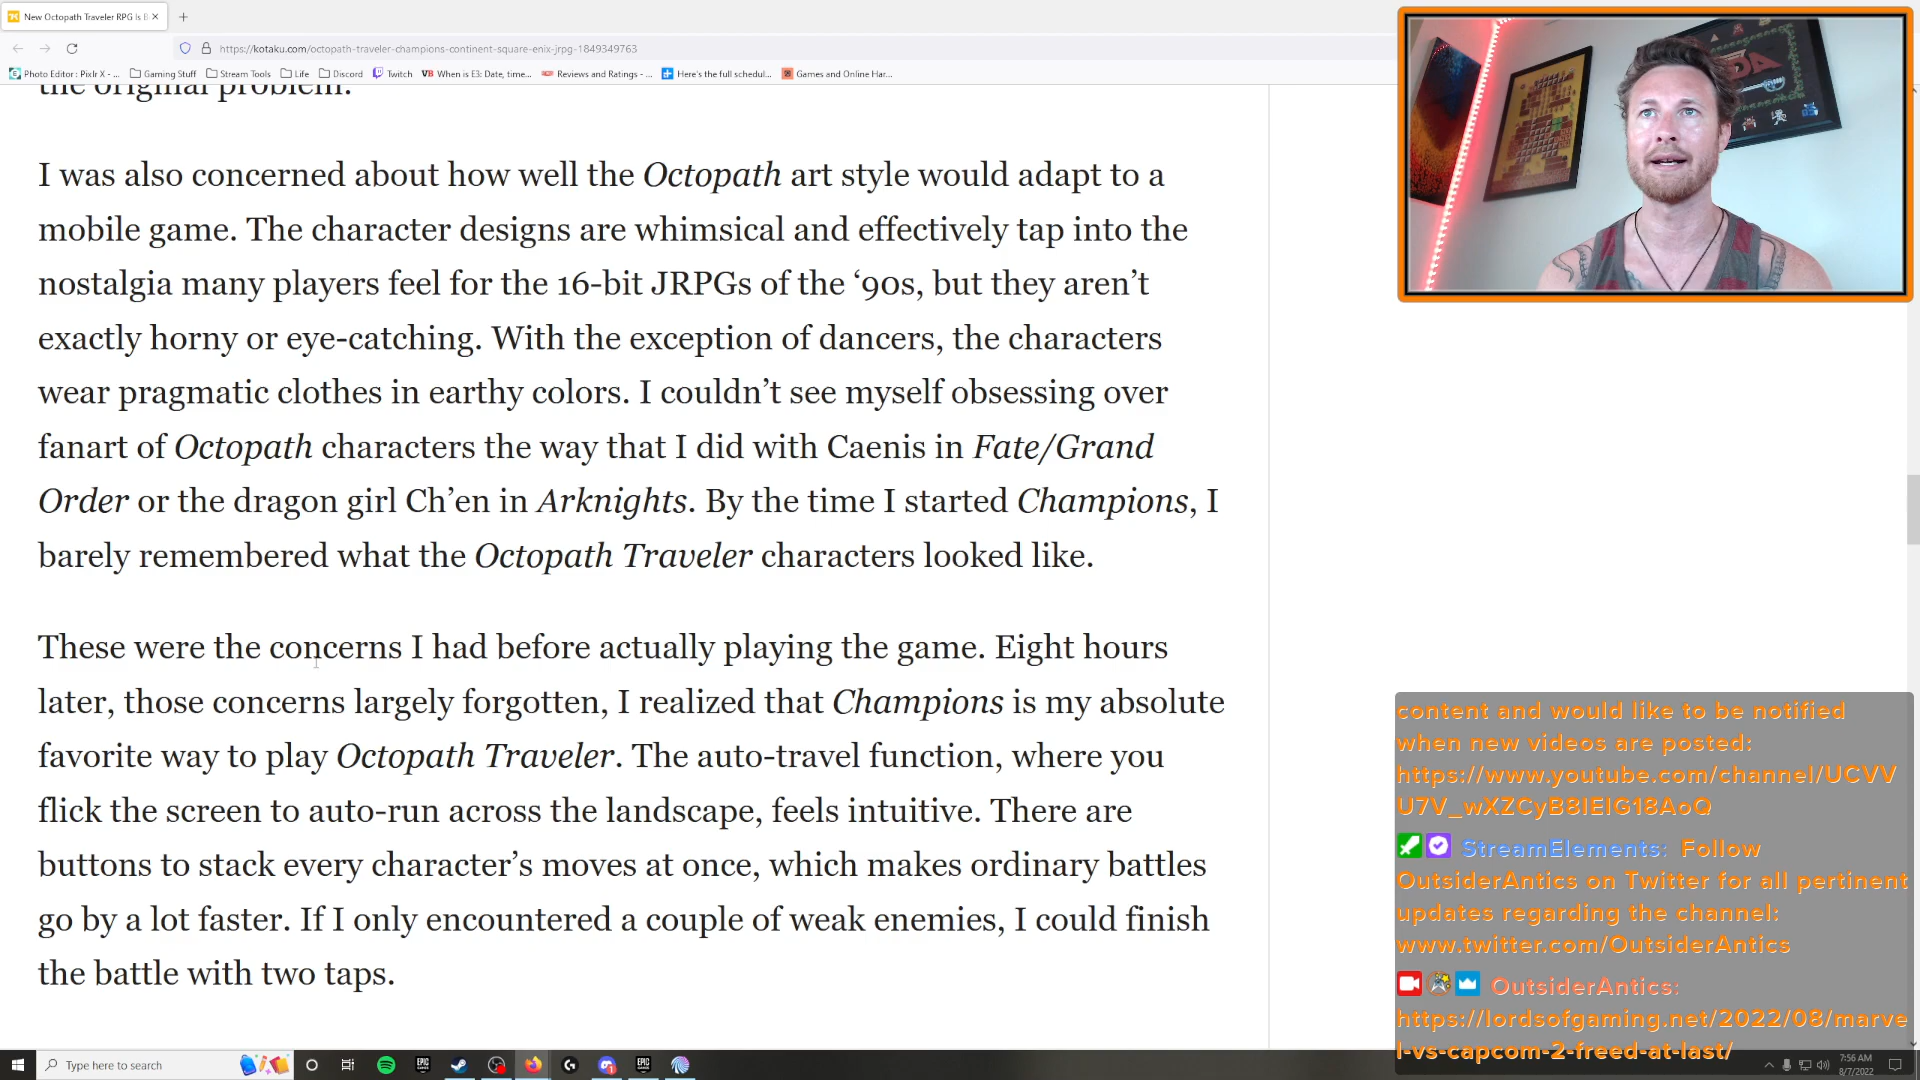 New Octopath Traveler RPG Is B
https://kotaku.com/octopath-traveler-champions-continent-square-enix-jrpg-1849349763
Photo Editor : Pixlr X - ... Gaming Stuff Stream Tools Life Discord Twitch When is E3: Date, time... Reviews and Ratings - ... Here's the full schedul... Games and Online Har...
the original problem.
I was also concerned about how well the Octopath art style would adapt to a
mobile game. The character designs are whimsical and effectively tap into the
nostalgia many players feel for the 16-bit JRPGs of the ‘90s, but they aren’t
exactly horny or eye-catching. With the exception of dancers, the characters
wear pragmatic clothes in earthy colors. I couldn’t see myself obsessing over
fanart of Octopath characters the way that I did with Caenis in Fate/Grand
Order or the dragon girl Ch’en in Arknights. By the time I started Champions, I
barely remembered what the Octopath Traveler characters looked like.
These were the concerns I had before actually playing the game. Eight hours
later, those concerns largely forgotten, I realized that Champions is my absolute
favorite way to play Octopath Traveler. The auto-travel function, where you
flick the screen to auto-run across the landscape, feels intuitive. There are
buttons to stack every character’s moves at once, which makes ordinary battles
go by a lot faster. If I only encountered a couple of weak enemies, I could finish
the battle with two taps.
content and would like to be notified
when new videos are posted:
https://www.youtube.com/channel/UCVV
U7V_wXZCyB8IEIG18AoQ
StreamElements: Follow
OutsiderAntics on Twitter for all pertinent
updates regarding the channel:
www.twitter.com/OutsiderAntics
OutsiderAntics:
https://lordsofgaming.net/2022/08/marve
l-vs-capcom-2-freed-at-last/
Type here to search
7:56 AM
8/7/2022